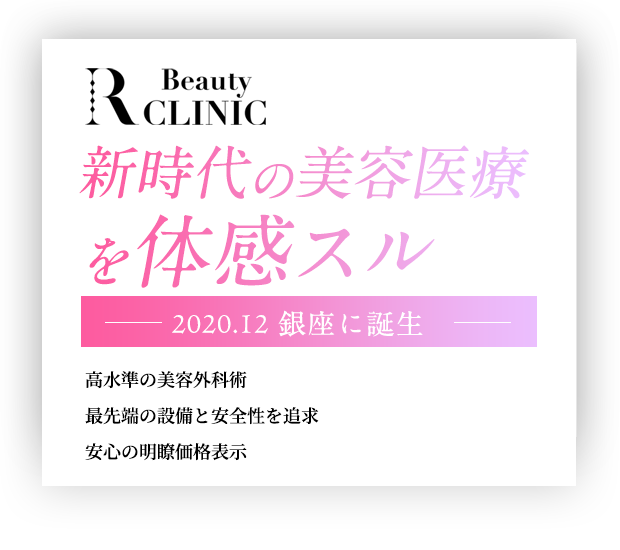 R Beauty
CLINIC
新時代の美容医療
を体感スル
2020.12 銀座に誕生
高水準の美容外科術
最先端の設備と安全性を追求
安心の明瞭価格表示